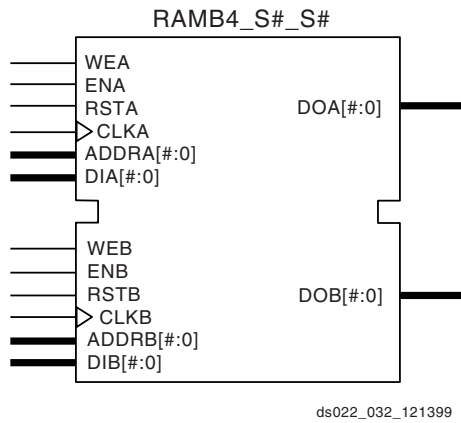 RAMB4_S#_S#
WEA
ENA
RSTA
CLKA
ADDRA[#:0]
DIA[#:0]
DOA[#:0]
WEB
ENB
RSTB
CLKB
ADDRB[#:0]
DIB[#:0]
DOB[#:0]
ds022_032_121399